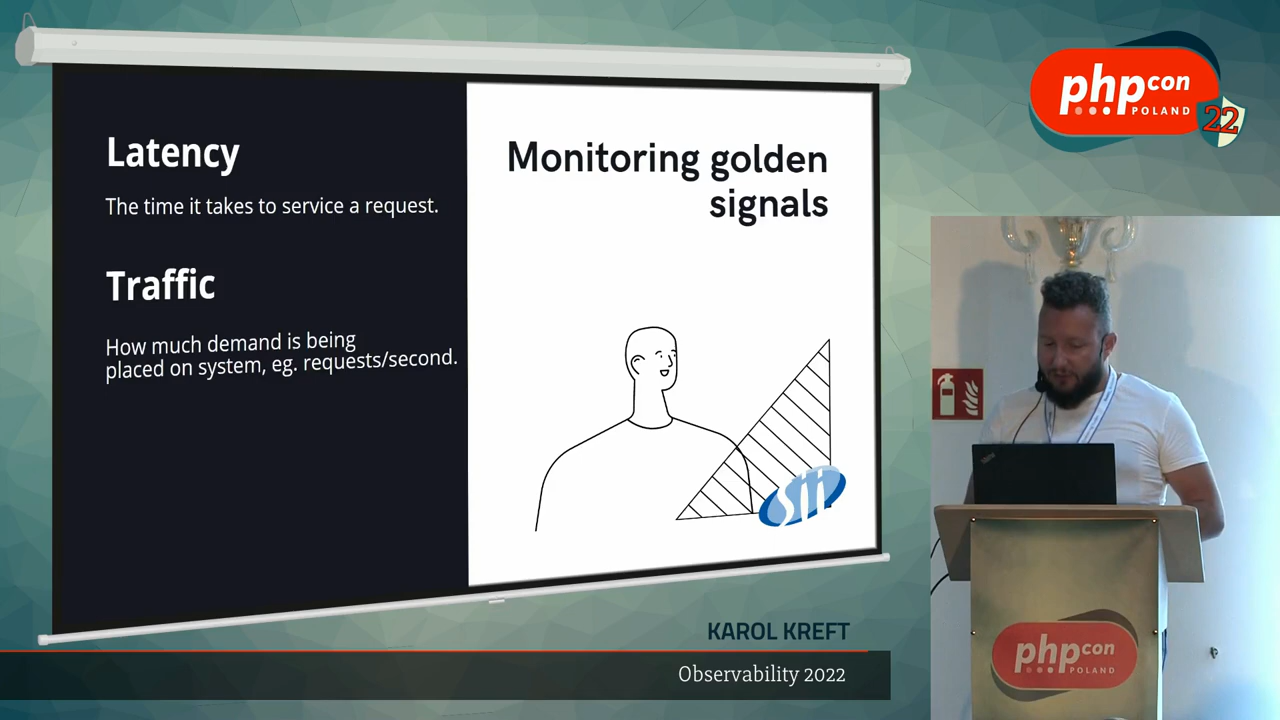 Latency
The time it takes to service a request.
Traffic
How much demand is being
placed on system, eg. requests/second.
Monitoring golden
signals
Sii
php con
POLAND
22
KAROL KREFT
Observability 2022
php con
POLAND